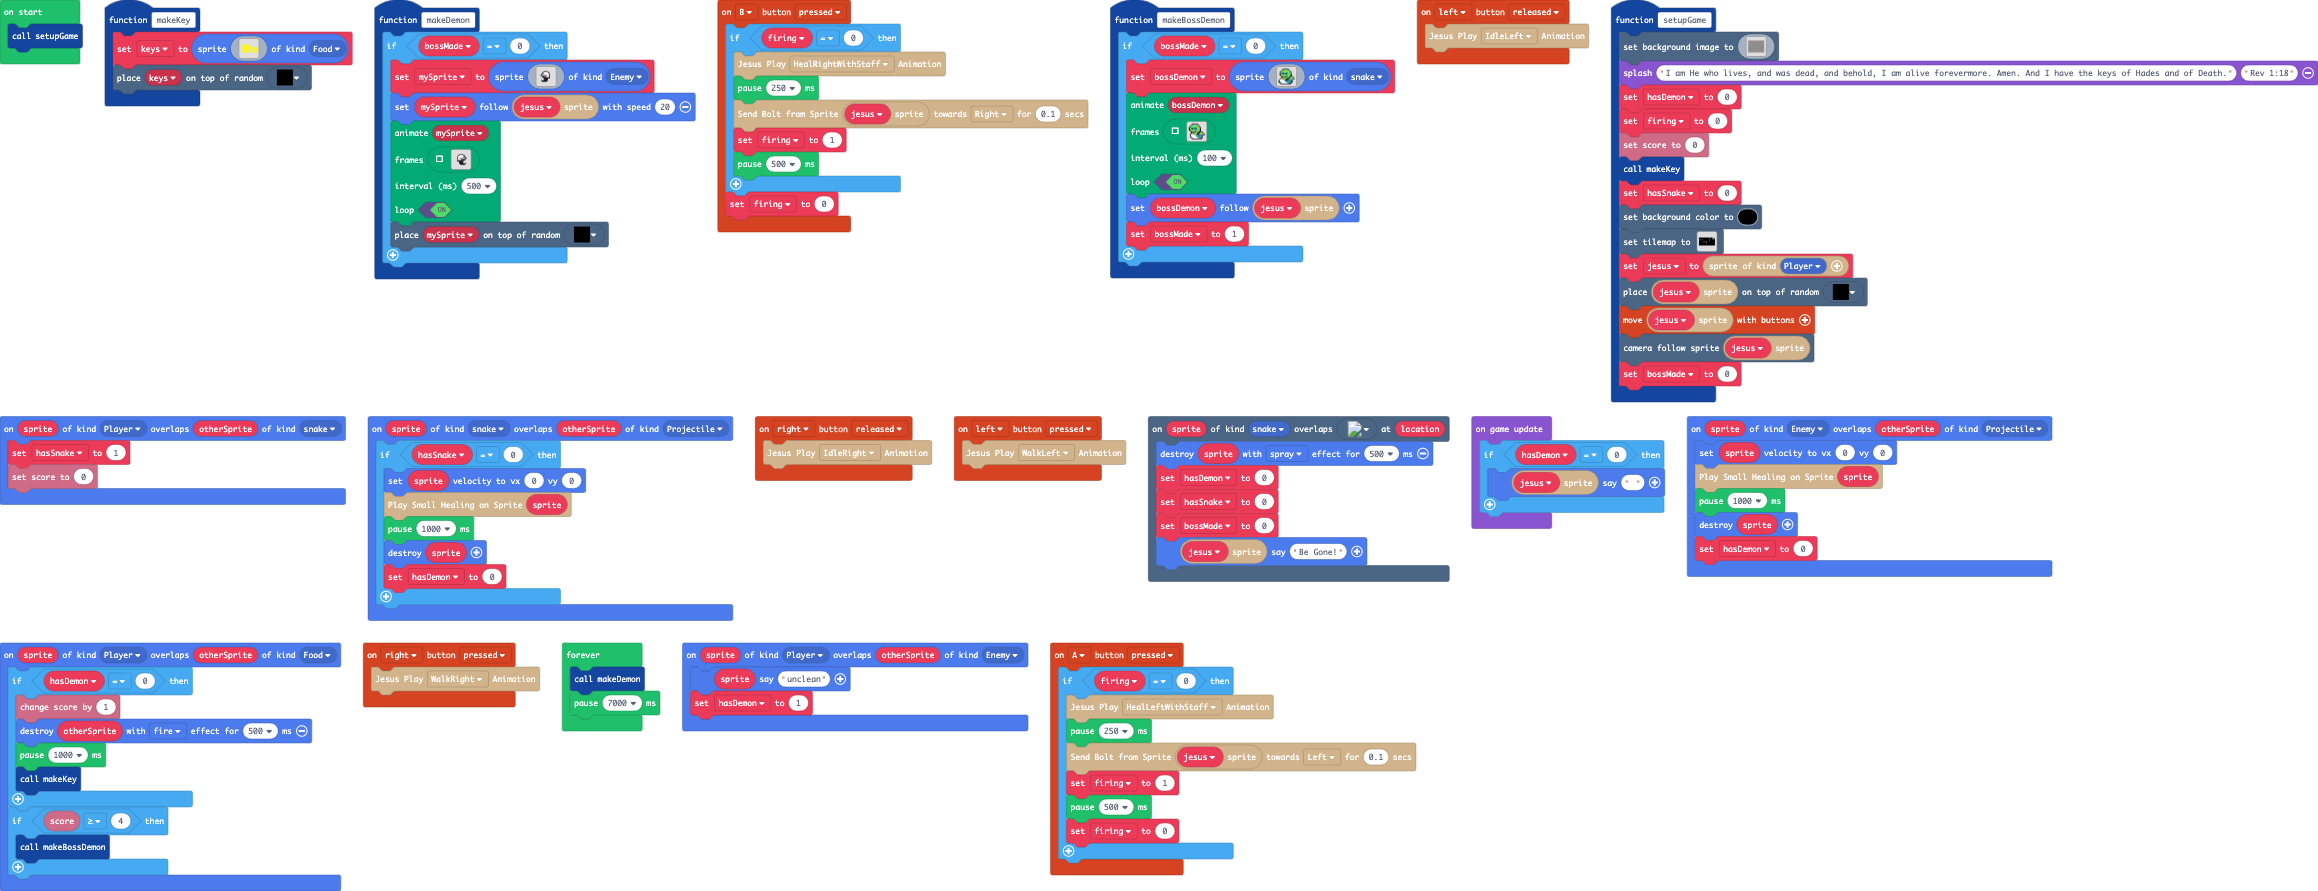 on start
call setupGame
function makeKey
set keys to sprite of kind Food
place keys on top of random
function makeDemon
if bossMade = 0 then
set mySprite to sprite of kind Enemy
set mySprite follow jesus sprite with speed 20
animate mySprite
frames
interval (ms) 500
loop ON
place mySprite on top of random
on B button pressed
if firing = 0 then
Jesus Play HealRightWithStaff Animation
pause 250 ms
Send Bolt from Sprite jesus sprite towards Right for 0.1 secs
set firing to 1
pause 500 ms
set firing to 0
function makeBossDemon
if bossMade = 0 then
set bossDemon to sprite of kind snake
animate bossDemon
frames
interval (ms) 100
loop ON
set bossDemon follow jesus sprite
set bossMade to 1
on left button released
Jesus Play IdleLeft Animation
function setupGame
set background image to
splash "I am He who lives, and was dead, and behold, I am alive forevermore. Amen. And I have the keys of Hades and of Death." "Rev 1:18"
set hasDemon to 0
set firing to 0
set score to 0
call makeKey
set hasSnake to 0
set background color to
set tilemap to
set jesus to sprite of kind Player
place jesus sprite on top of random
move jesus sprite with buttons
camera follow sprite jesus sprite
set bossMade to 0
on sprite of kind Player overlaps otherSprite of kind snake
set hasSnake to 1
set score to 0
on sprite of kind snake overlaps otherSprite of kind Projectile
if hasSnake = 0 then
set sprite velocity to vx 0 vy 0
Play Small Healing on Sprite sprite
pause 1000 ms
destroy sprite
set hasDemon to 0
on right button released
Jesus Play IdleRight Animation
on left button pressed
Jesus Play WalkLeft Animation
on sprite of kind snake overlaps at location
destroy sprite with spray effect for 500 ms
set hasDemon to 0
set hasSnake to 0
set bossMade to 0
jesus sprite say "Be Gone!"
on game update
if hasDemon = 0 then
jesus sprite say " "
on sprite of kind Enemy overlaps otherSprite of kind Projectile
set sprite velocity to vx 0 vy 0
Play Small Healing on Sprite sprite
pause 1000 ms
destroy sprite
set hasDemon to 0
on sprite of kind Player overlaps otherSprite of kind Food
if hasDemon = 0 then
change score by 1
destroy otherSprite with fire effect for 500 ms
pause 1000 ms
call makeKey
if score ≥ 4 then
call makeBossDemon
on right button pressed
Jesus Play WalkRight Animation
forever
call makeDemon
pause 7000 ms
on sprite of kind Player overlaps otherSprite of kind Enemy
sprite say "unclean"
set hasDemon to 1
on A button pressed
if firing = 0 then
Jesus Play HealLeftWithStaff Animation
pause 250 ms
Send Bolt from Sprite jesus sprite towards Left for 0.1 secs
set firing to 1
pause 500 ms
set firing to 0